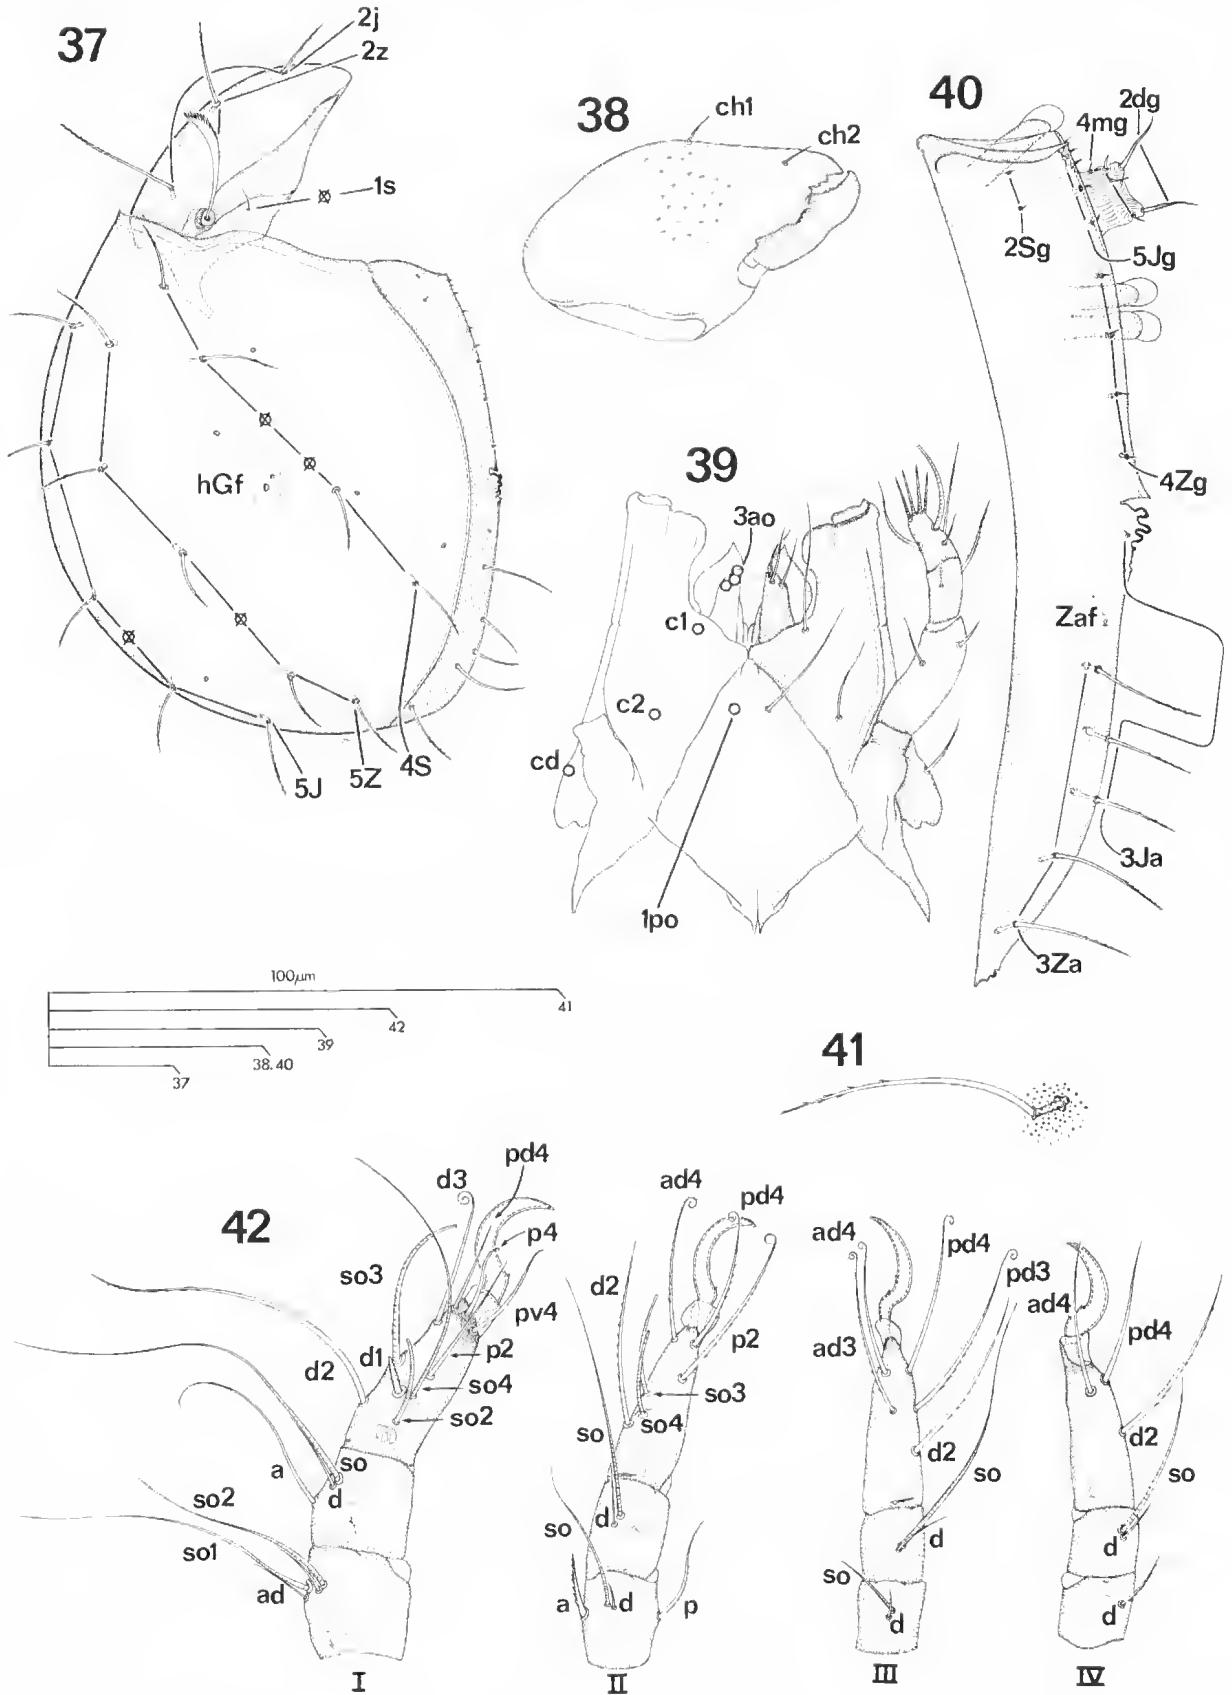 37
2j
2z
1s
hGf
5J
5Z
4S
38
ch1
ch2
39
3ao
c1
c2
cd
1po
40
2dg
4mg
2Sg
5Jg
4Zg
Zaf
3Ja
3Za
100µm
41
42
39
38.40
37
41
42
pd4
d3
p4
so3
pv4
p2
d1
d2
so4
so2
so
a
d
so2
so1
ad
I
ad4
pd4
d2
p2
so3
so4
so
d
so
a
d
p
II
ad4
pd4
pd3
ad3
d2
so
d
so
d
III
ad4
pd4
d2
so
d
d
IV